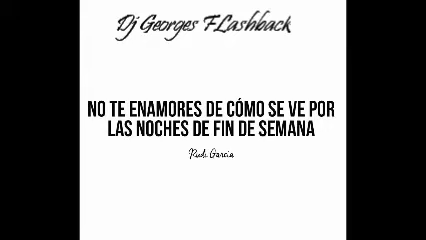 Dj Georges FLashback
NO TE ENAMORES DE CÓMO SE VE POR
LAS NOCHES DE FIN DE SEMANA
Rudi Garcia